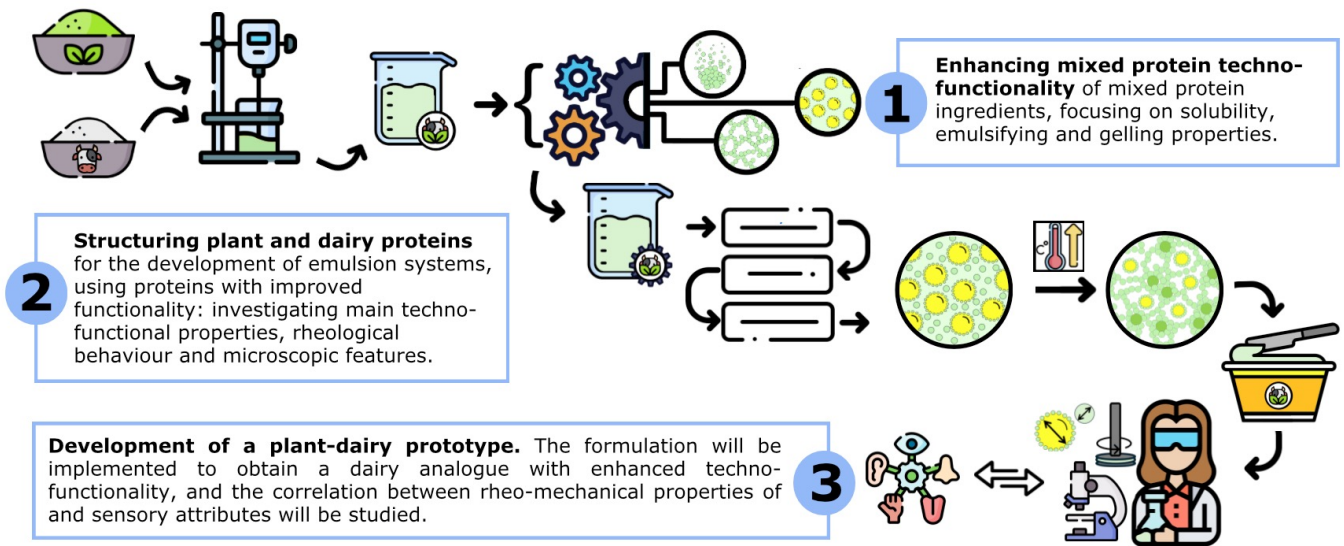 1
Enhancing mixed protein techno-
functionality of mixed protein
ingredients, focusing on solubility,
emulsifying and gelling properties.
2
Structuring plant and dairy proteins
for the development of emulsion systems,
using proteins with improved
functionality: investigating main techno-
functional properties, rheological
behaviour and microscopic features.
C°
Development of a plant-dairy prototype. The formulation will be
implemented to obtain a dairy analogue with enhanced techno-
functionality, and the correlation between rheo-mechanical properties of
and sensory attributes will be studied.
3